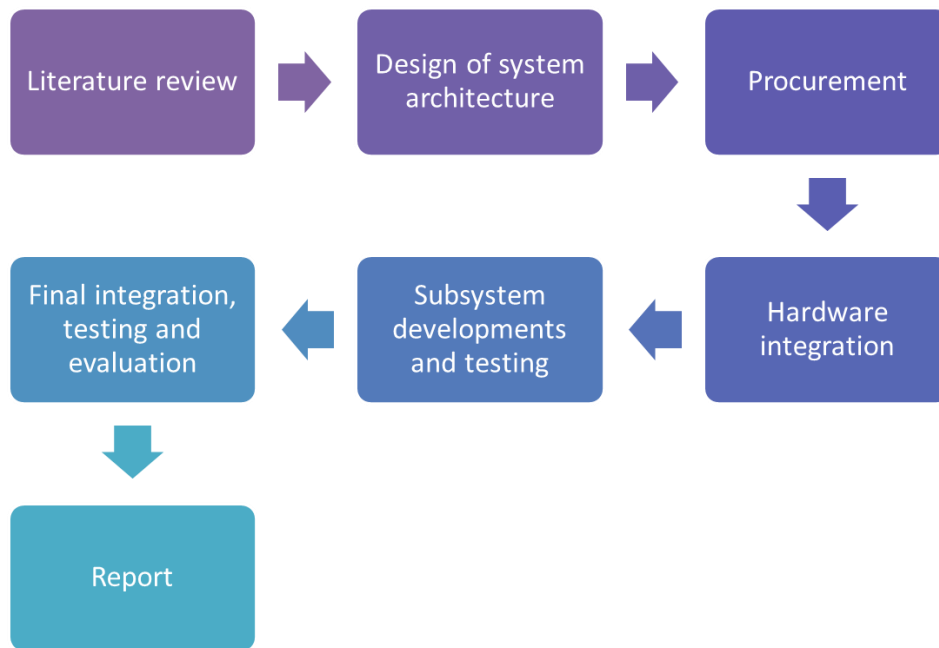 Literature review
Design of system
architecture
Procurement
Hardware
integration
Subsystem
developments
and testing
Final integration,
testing and
evaluation
Report